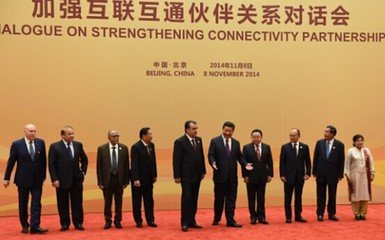 加强互联互通伙伴关系对话会
DIALOGUE ON STRENGTHENING CONNECTIVITY PARTNERSHIP
中国·北京 2014年11月8日
BEIJING, CHINA 8 NOVEMBER 2014